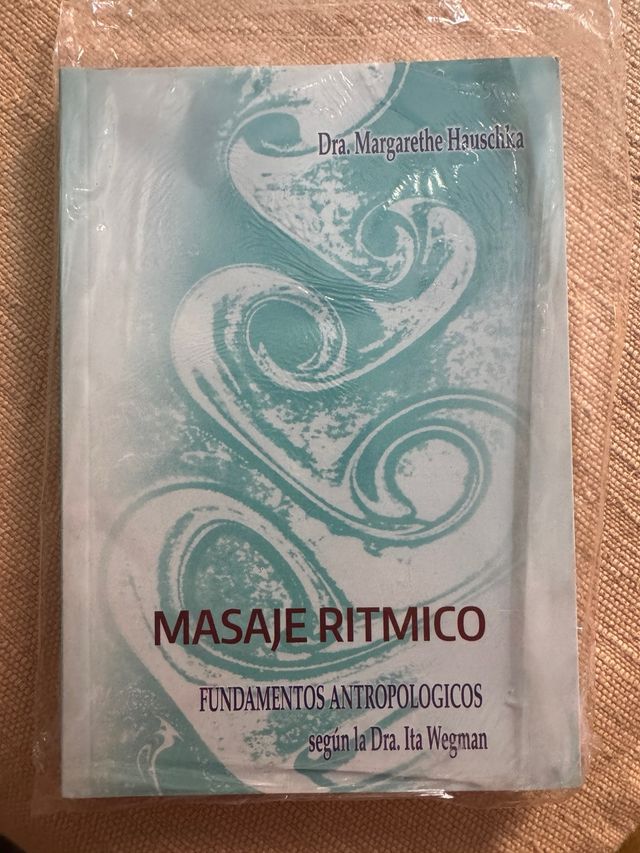 Dra. Margarethe Hauschka
MASAJE RITMICO
FUNDAMENTOS ANTROPOLOGICOS
según la Dra. Ita Wegman